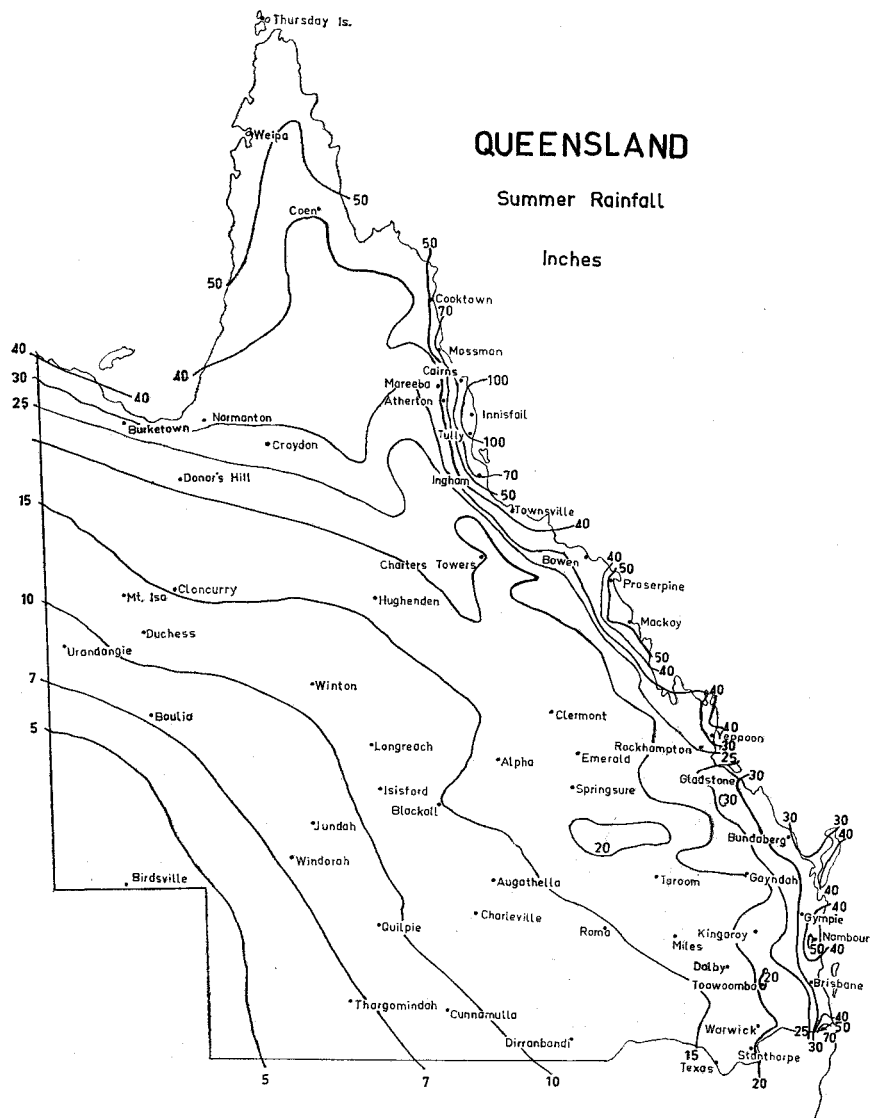 Thursday Is.
Weipa
QUEENSLAND
Summer Rainfall
50
Coen
Inches
50
50
Cooktown
70
40
Mossman
40
Cairns
30
40
Mareeba
100
25
Atherton
Innisfail
Burketown
Normanton
Tully
100
Croydon
Donor's Hill
Ingham
70
50
15
Townsville
40
Charters Towers
Bowen
40
50
Cloncurry
Proserpine
10
Mt. Isa
Hughenden
Mackay
Duchess
Urandangie
50
40
7
Winton
40
Boulia
Clermont
5
40
Yeppoon
Longreach
Rockhampton
30
Alpha
Emerald
25
Gladstone
30
Isisford
Springsure
30
Blackall
30
30
Jundah
40
Bundaberg
20
Windorah
Birdsville
Augathella
Taroom
Gayndah
40
40
Charleville
Gympie
Quilpie
Roma
Kingaroy
Nambour
Miles
50
40
Dalby
20
Toowoomba
Brisbane
Thargomindah
Cunnamulla
40
Warwick
25
50
70
Dirranbandi
30
15
Stanthorpe
Texas
5
7
10
20